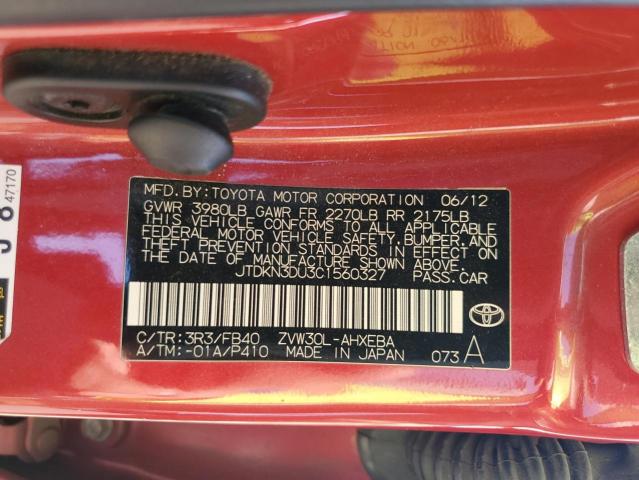 MFD. BY: TOYOTA MOTOR CORPORATION 06/12
GVWR 3980LB GAWR FR 2270LB RR 2175LB
THIS VEHICLE CONFORMS TO ALL APPLICABLE
FEDERAL MOTOR VEHICLE SAFETY, BUMPER, AND
THEFT PREVENTION STANDARDS IN EFFECT ON
THE DATE OF MANUFACTURE SHOWN ABOVE.
JTDKN3DU3C1560327 PASS. CAR
C/TR: 3R3/FB40 ZVW30L-AHXEBA
A/TM: -01A/P410 MADE IN JAPAN 073 A
47170